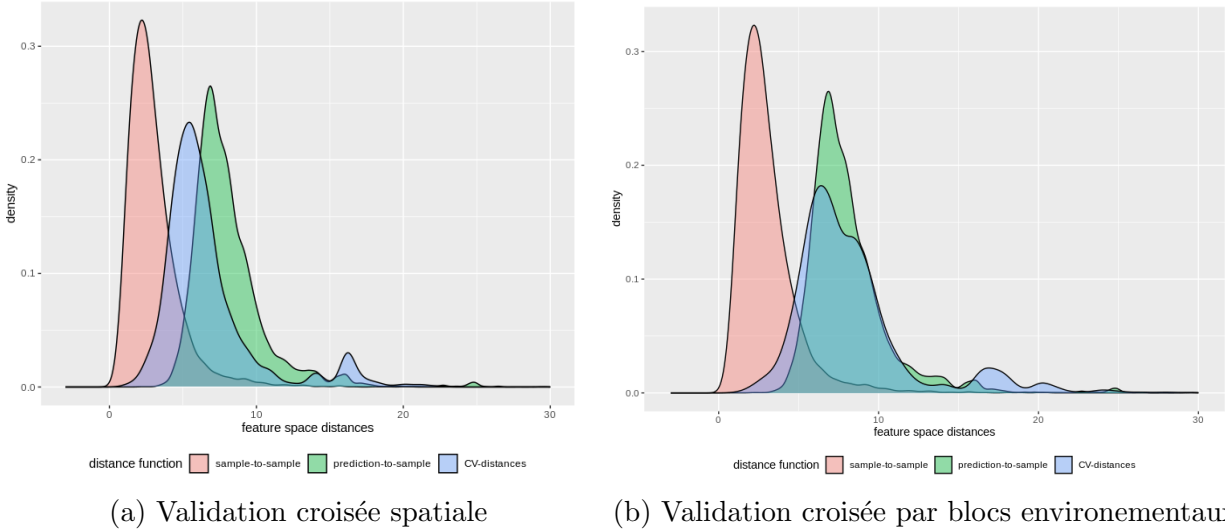 0.3
0.2
0.1
0.0
density
0
10
20
30
feature space distances
distance function sample-to-sample prediction-to-sample CV-distances
(a) Validation croisée spatiale
0.3
0.2
0.1
0.0
density
0
10
20
30
feature space distances
distance function sample-to-sample prediction-to-sample CV-distances
(b) Validation croisée par blocs environementau